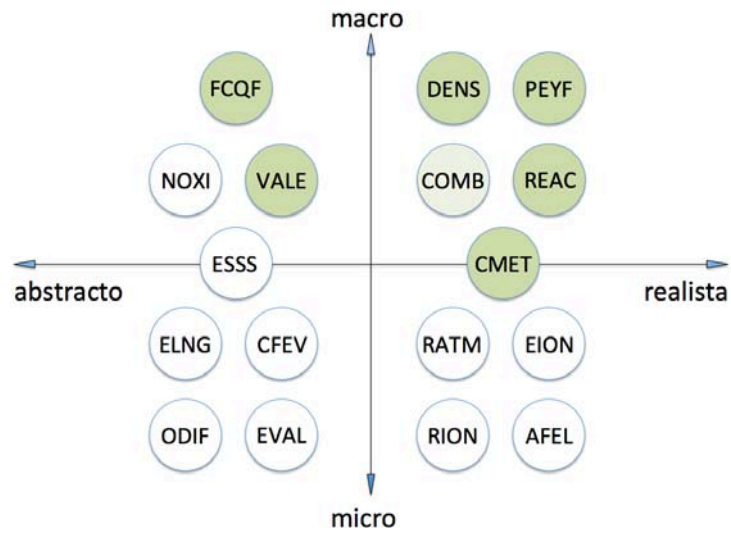 macro
FCQF DENS PEYF
NOXI VALE COMB REAC
ESSS CMET
abstracto realista
ELNG CFEV RATM EION
ODIF EVAL RION AFEL
micro